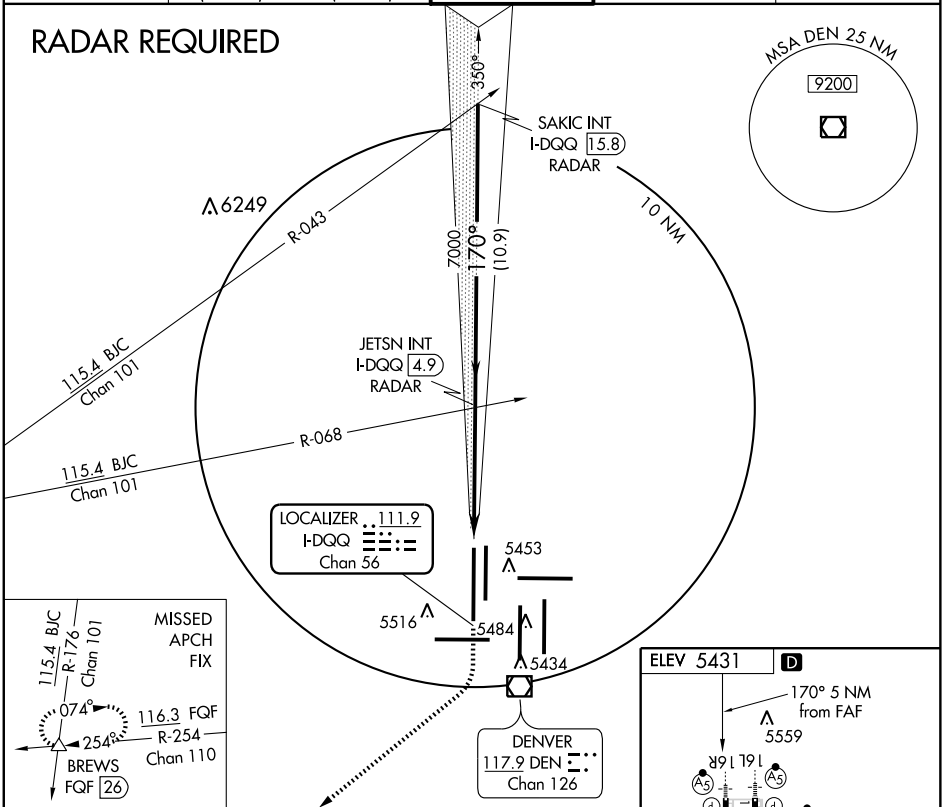 RADAR REQUIRED
MSA DEN 25 NM
9200
350°
SAKIC INT
I-DQQ 15.8
RADAR
6249
R-043
10 NM
7000
170°
(10.9)
JETSN INT
I-DQQ 4.9
RADAR
115.4 BJC
Chan 101
R-068
115.4 BJC
Chan 101
LOCALIZER 111.9
I-DQQ
Chan 56
5453
5516
5484
5434
115.4 BJC
R-176
Chan 101
MISSED
APCH
FIX
074°
254°
116.3 FQF
R-254
Chan 110
BREWS
FQF 26
DENVER
117.9 DEN
Chan 126
ELEV 5431
D
170° 5 NM
from FAF
5559
16R
16L
A5
A5